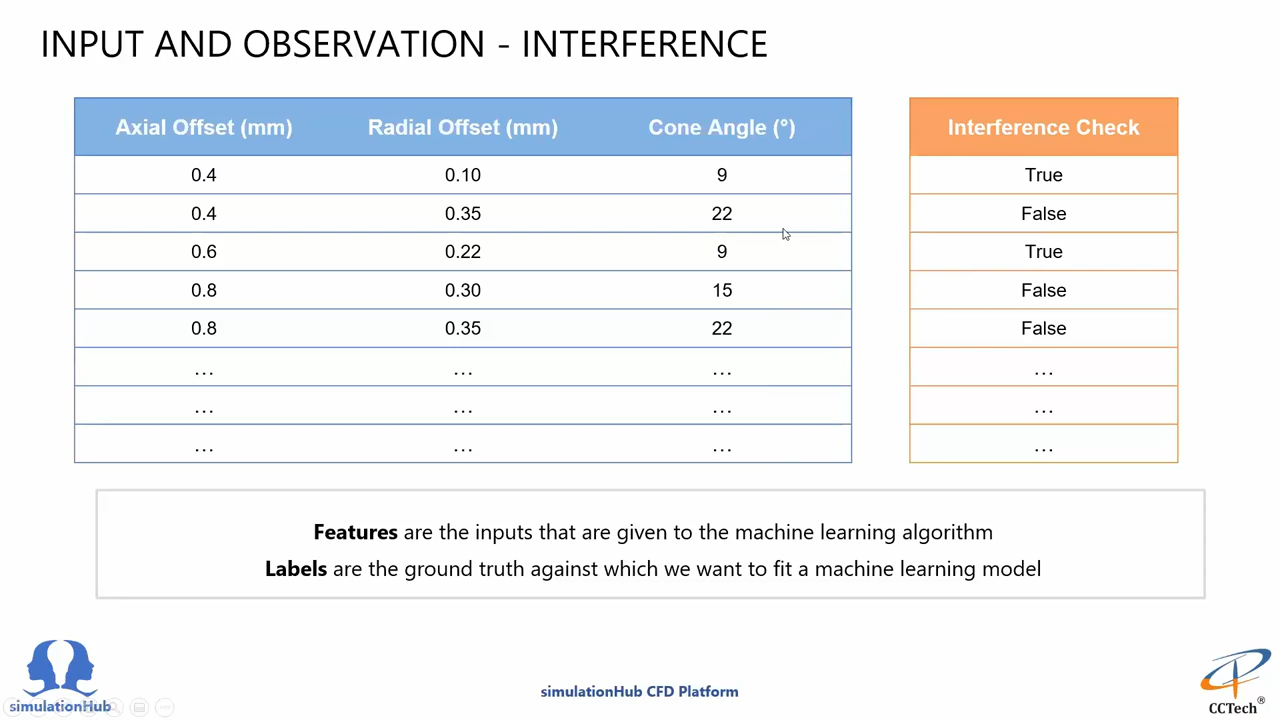 INPUT AND OBSERVATION - INTERFERENCE
Axial Offset (mm) Radial Offset (mm) Cone Angle (°) Interference Check
0.4 0.10 9 True
0.4 0.35 22 False
0.6 0.22 9 True
0.8 0.30 15 False
0.8 0.35 22 False
... ... ... ...
... ... ... ...
... ... ... ...
Features are the inputs that are given to the machine learning algorithm
Labels are the ground truth against which we want to fit a machine learning model
simulationHub
simulationHub CFD Platform
CCTech®